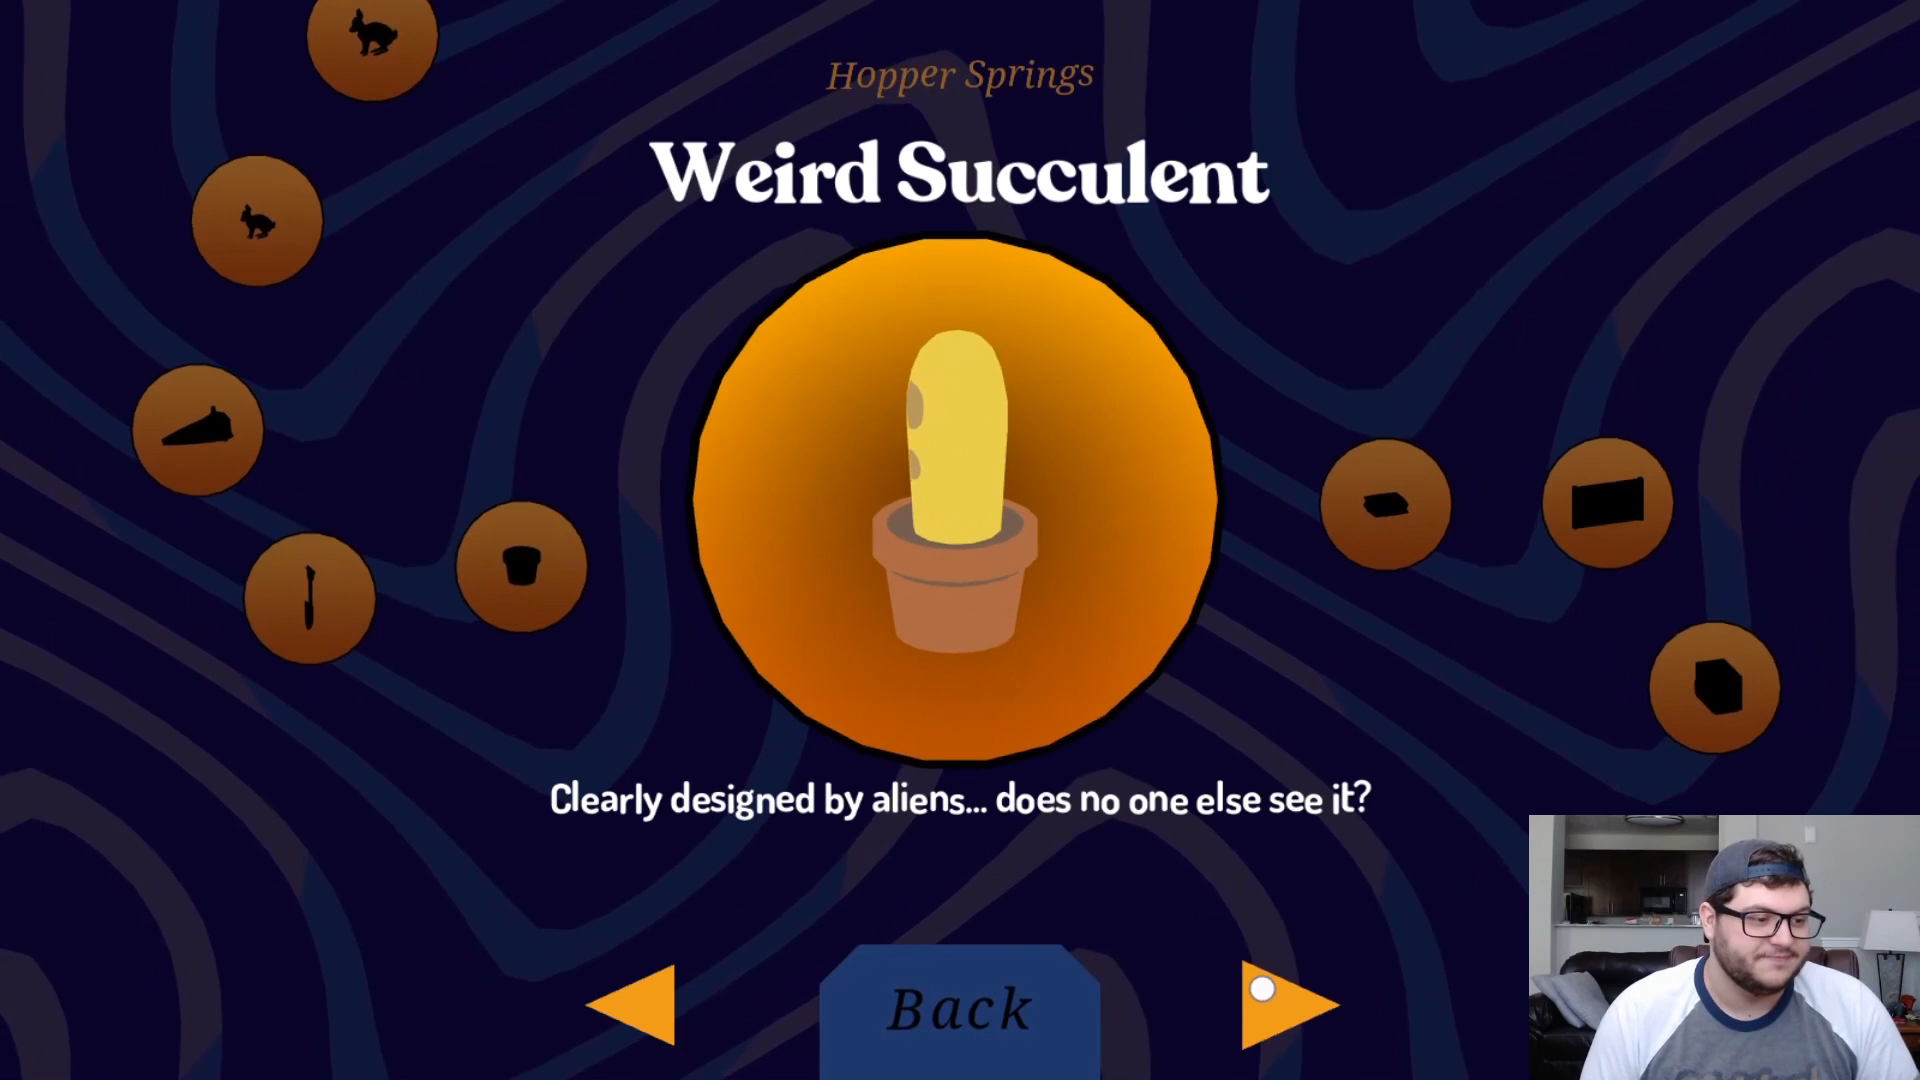 Hopper Springs
Weird Succulent
Clearly designed by aliens... does no one else see it?
Back